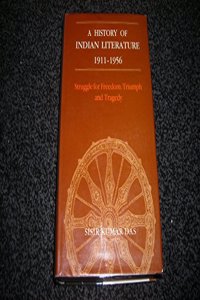 A HISTORY OF
INDIAN LITERATURE
1911-1956
Struggle for Freedom: Triumph
and Tragedy
SISIR KUMAR DAS